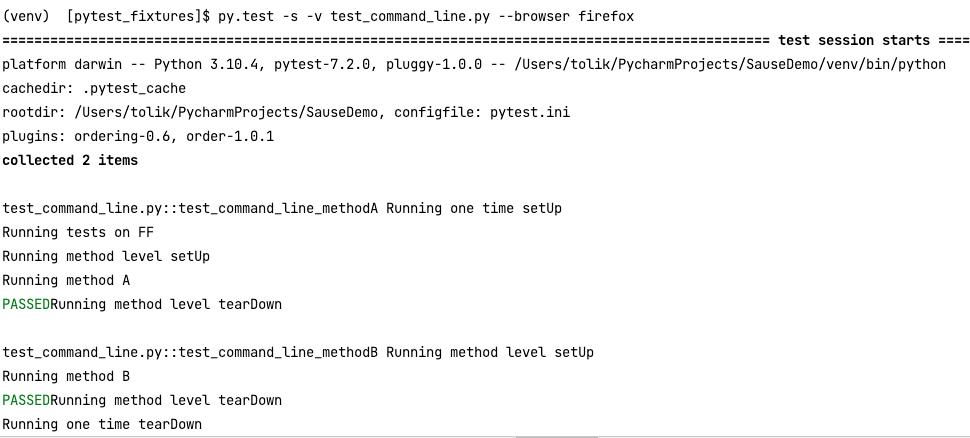 (venv)  [pytest_fixtures]$ py.test -s -v test_command_line.py --browser firefox
================================================================================================ test session starts ====
platform darwin -- Python 3.10.4, pytest-7.2.0, pluggy-1.0.0 -- /Users/tolik/PycharmProjects/SauseDemo/venv/bin/python
cachedir: .pytest_cache
rootdir: /Users/tolik/PycharmProjects/SauseDemo, configfile: pytest.ini
plugins: ordering-0.6, order-1.0.1
collected 2 items

test_command_line.py::test_command_line_methodA Running one time setUp
Running tests on FF
Running method level setUp
Running method A
PASSEDRunning method level tearDown

test_command_line.py::test_command_line_methodB Running method level setUp
Running method B
PASSEDRunning method level tearDown
Running one time tearDown